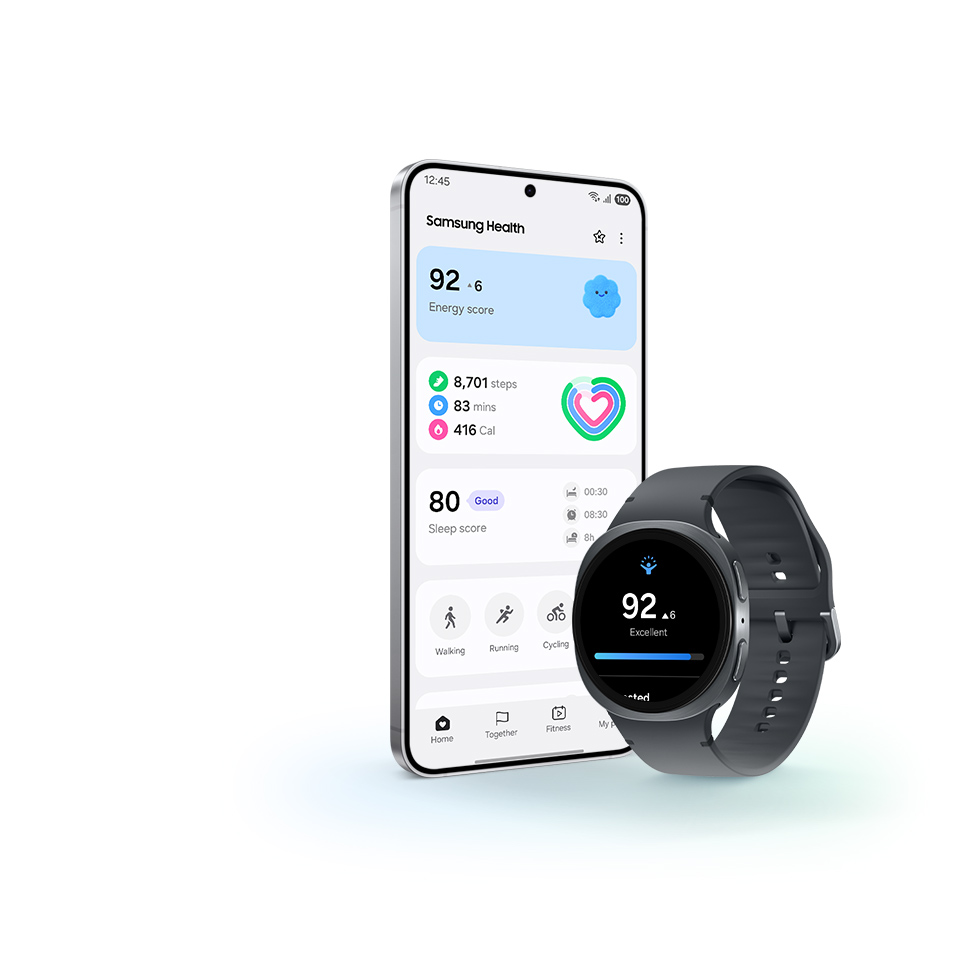 12:45
100
Samsung Health
92 ▲6
Energy score
8,701 steps
83 mins
416 Cal
80 Good
Sleep score
00:30
08:30
8h
Walking
Running
Cycling
Home
Together
Fitness
My
92 ▲6
Excellent